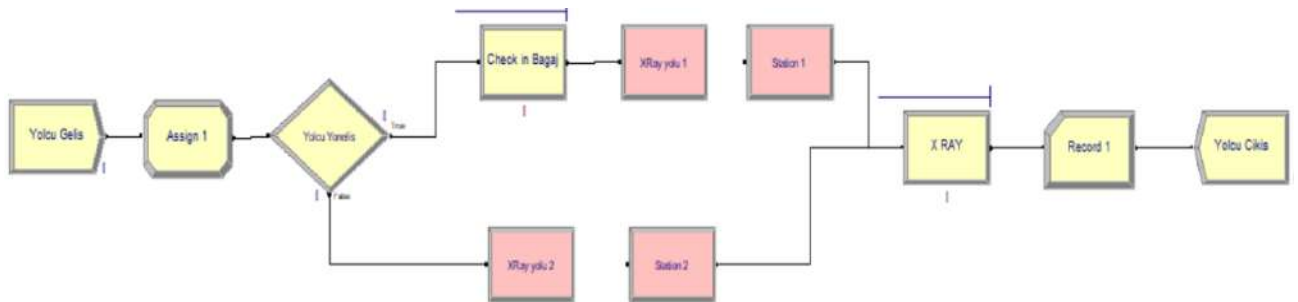 Yolcu Gelis
Assign 1
Yolcu Yonelis
True
False
Check in Bagaj
XRay yolu 1
Station 1
XRay yolu 2
Station 2
X RAY
Record 1
Yolcu Cikis